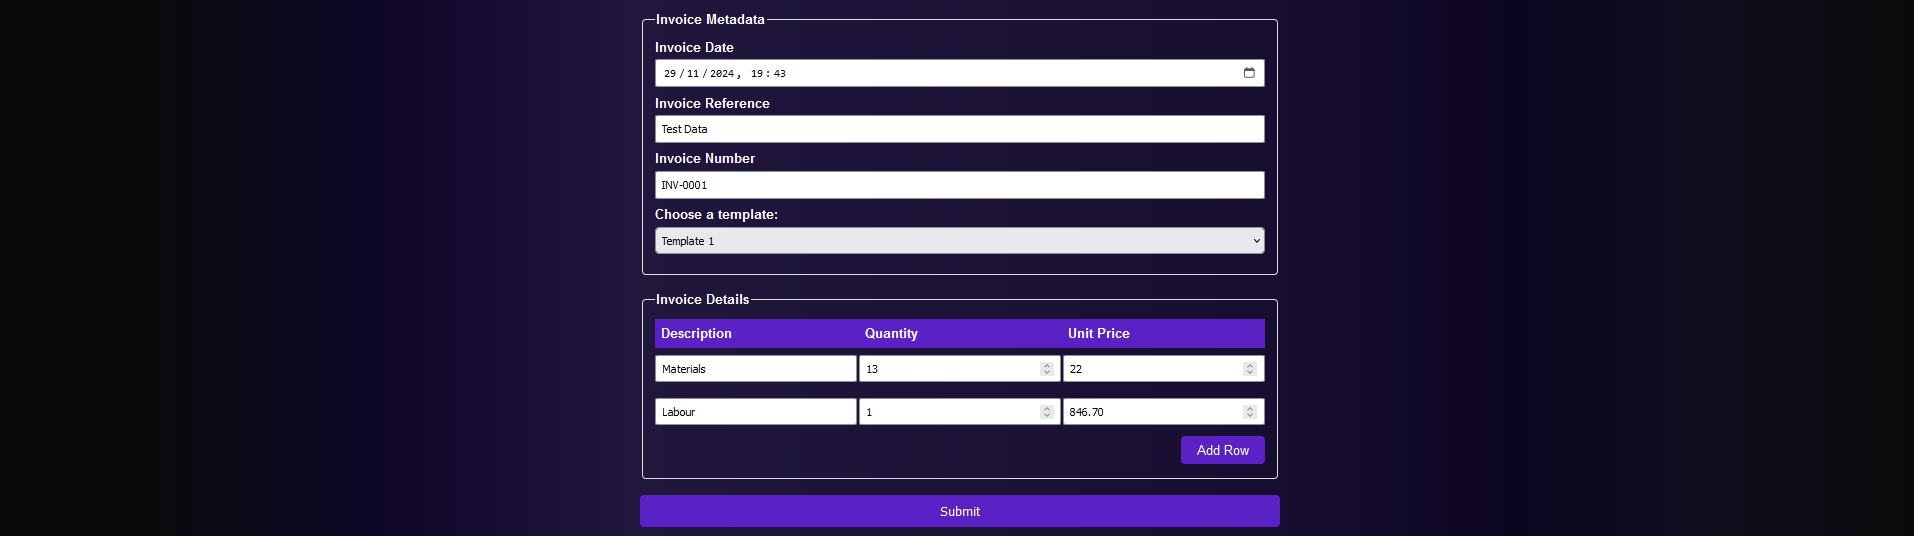 Invoice Metadata
Invoice Date
29/11/2024, 19:43
Invoice Reference
Test Data
Invoice Number
INV-0001
Choose a template:
Template 1
Invoice Details
Description Quantity Unit Price
Materials 13 22
Labour 1 846.70
Add Row
Submit